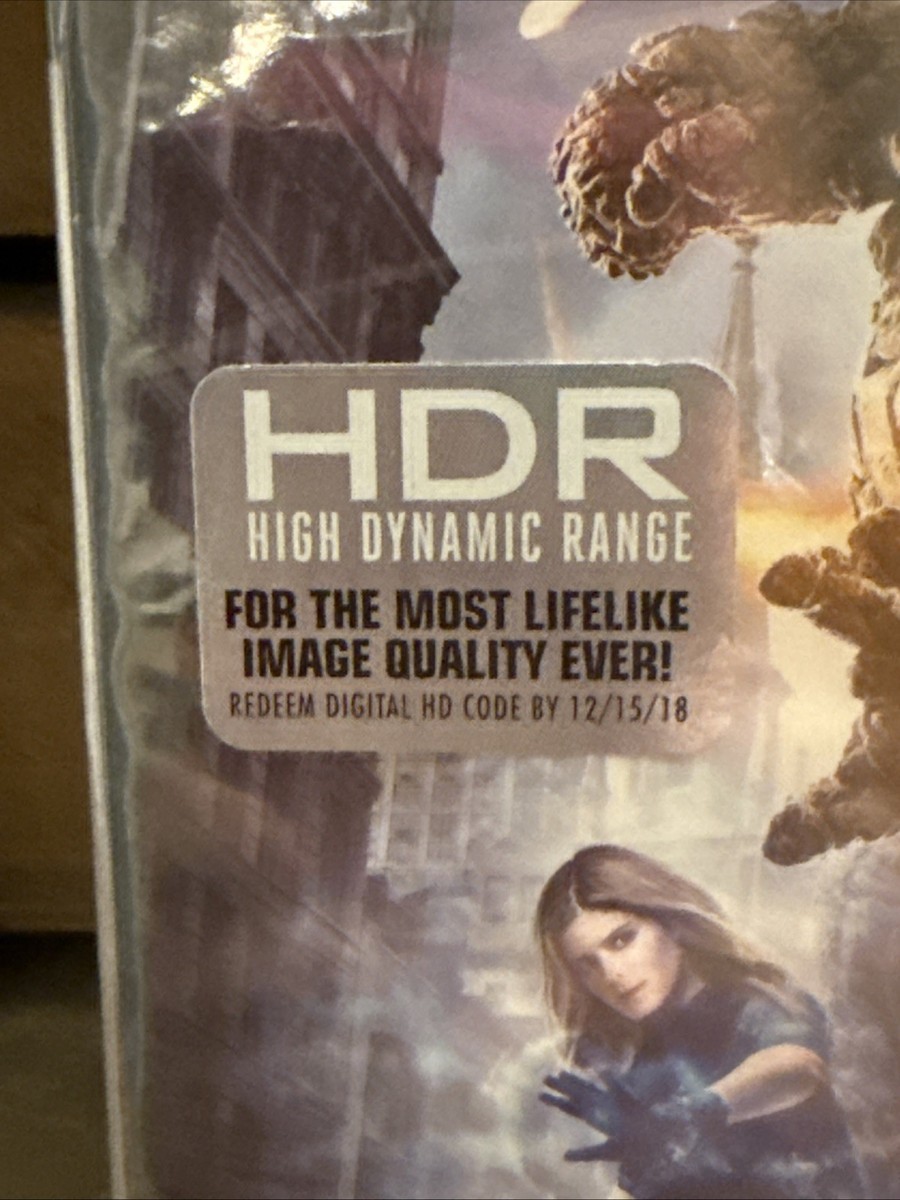 HDR
HIGH DYNAMIC RANGE
FOR THE MOST LIFELIKE
IMAGE QUALITY EVER!
REDEEM DIGITAL HD CODE BY 12/15/18